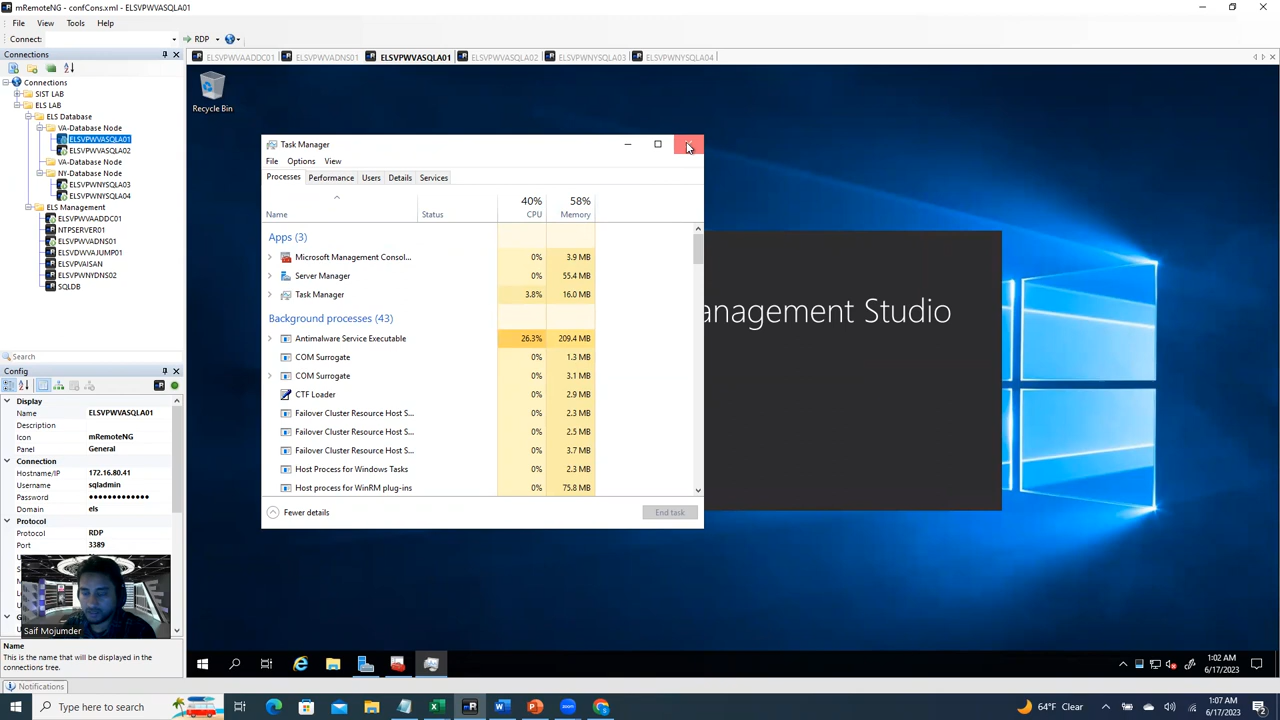 mRemoteNG - confCons.xml - ELSVPWVASQLA01
File View Tools Help
Connect: RDP
Connections
Connections
SIST LAB
ELS LAB
ELS Database
VA-Database Node
ELSVPWVASQLA01
ELSVPWVASQLA02
VA-Database Node
NY-Database Node
ELSVPWNYSQLA03
ELSVPWNYSQLA04
ELS Management
ELSVPWVAADDC01
NTPSERVER01
ELSVPWVADNS01
ELSVDWVAJUMP01
ELSVPVAISAN
ELSVPWNYDNS02
SQLDB
Search
Config
Display
Name ELSVPWVASQLA01
Description
Icon mRemoteNG
Panel General
Connection
Hostname/IP 172.16.80.41
Username sqladmin
Password ●●●●●●●●●●●●●
Domain els
Protocol
Protocol RDP
Port 3389
Saif Mojumder
Name
This is the name that will be displayed in the
connections tree.
Notifications
ELSVPWVAADDC01 ELSVPWVADNS01 ELSVPWVASQLA01 ELSVPWVASQLA02 ELSVPWNYSQLA03 ELSVPWNYSQLA04
Recycle Bin
Task Manager
File Options View
Processes Performance Users Details Services
40% 58%
Name Status CPU Memory
Apps (3)
Microsoft Management Consol... 0% 3.9 MB
Server Manager 0% 55.4 MB
Task Manager 3.8% 16.0 MB
Background processes (43)
Antimalware Service Executable 26.3% 209.4 MB
COM Surrogate 0% 1.3 MB
COM Surrogate 0% 3.1 MB
CTF Loader 0% 2.9 MB
Failover Cluster Resource Host S... 0% 2.3 MB
Failover Cluster Resource Host S... 0% 2.5 MB
Failover Cluster Resource Host S... 0% 3.7 MB
Host Process for Windows Tasks 0% 2.3 MB
Host process for WinRM plug-ins 0% 75.8 MB
Fewer details End task
anagement Studio
1:02 AM
6/17/2023
Type here to search
64°F Clear
1:07 AM
6/17/2023
2